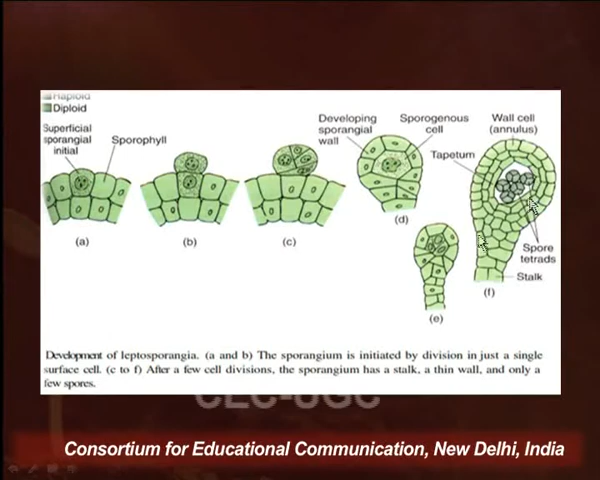 Haploid
Diploid
Superficial
sporangial
initial
Sporophyll
(a)
(b)
(c)
Developing
sporangial
wall
Sporogenous
cell
(d)
(e)
Wall cell
(annulus)
Tapetum
Spore
tetrads
Stalk
(f)
Development of leptosporangia. (a and b) The sporangium is initiated by division in just a single
surface cell. (c to f) After a few cell divisions, the sporangium has a stalk, a thin wall, and only a
few spores.
CEC-UGC
Consortium for Educational Communication, New Delhi, India